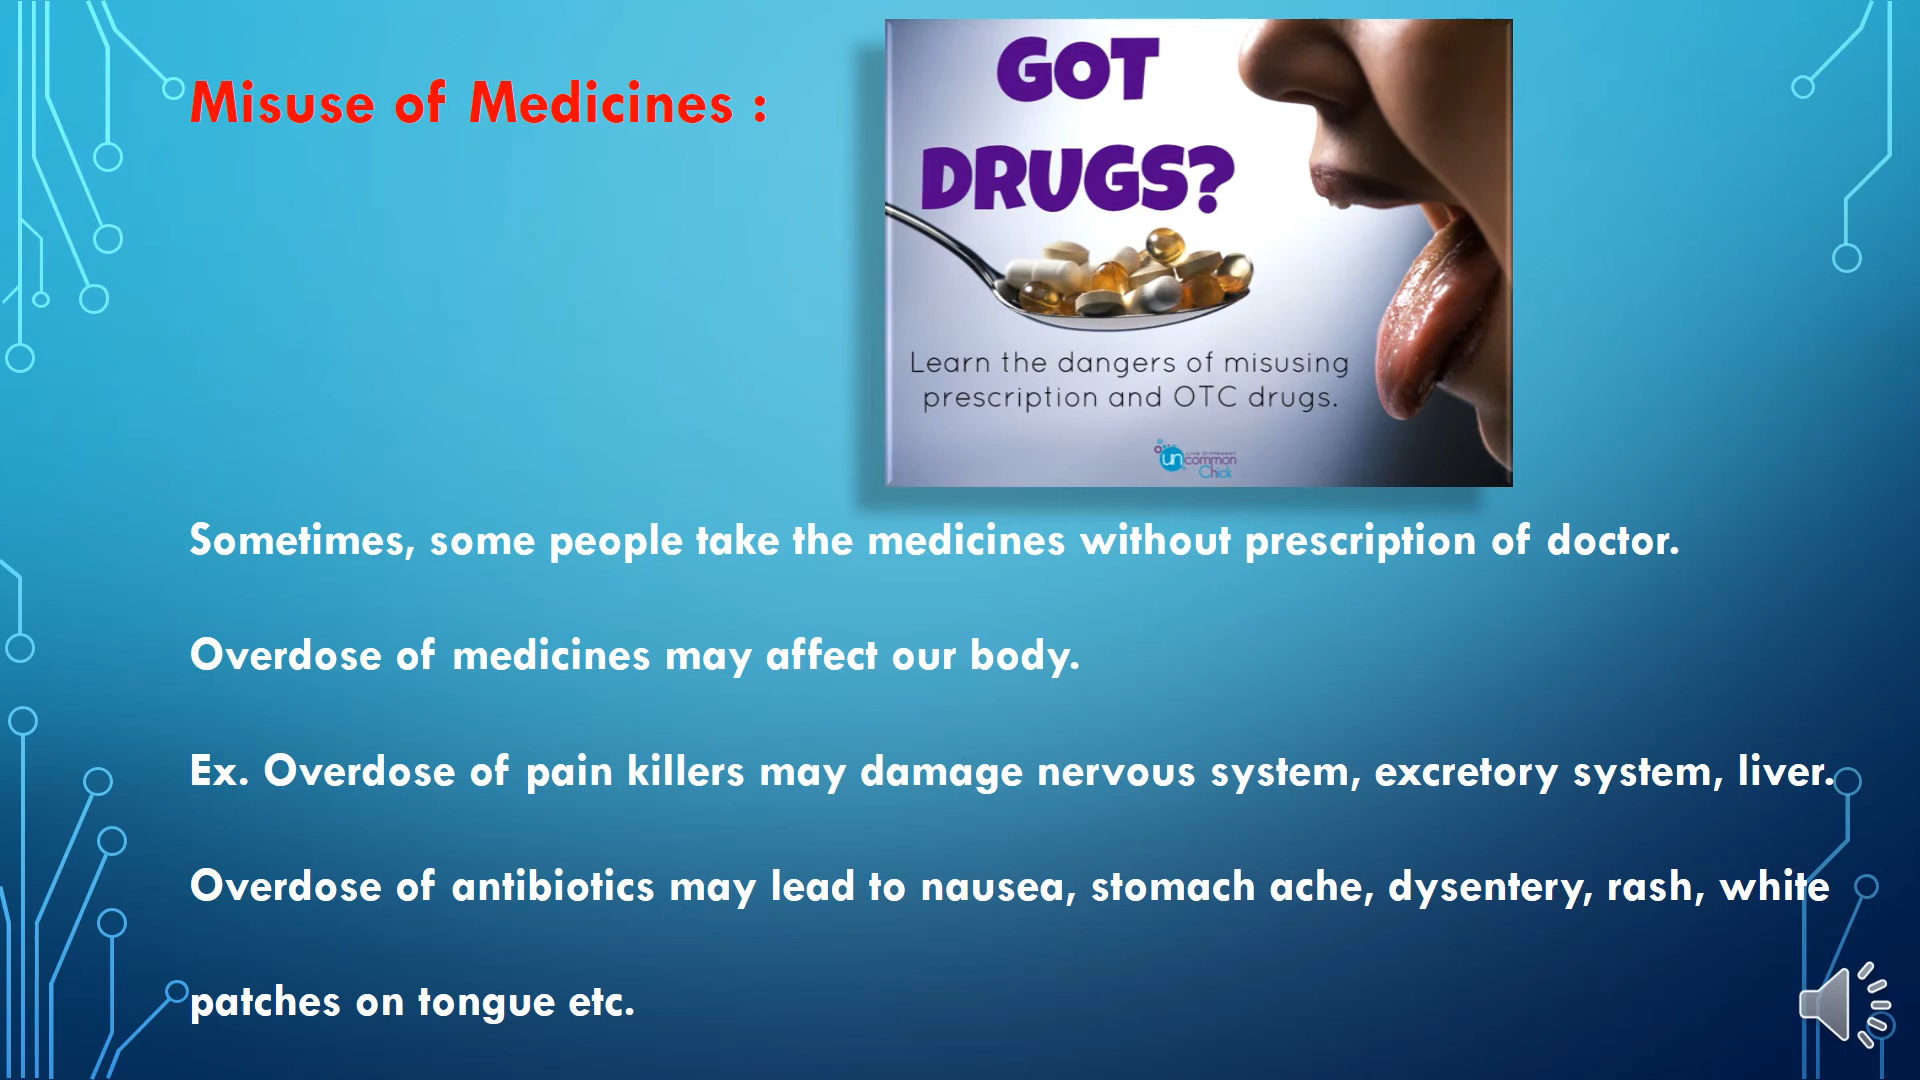 Misuse of Medicines :
GOT
DRUGS?
Learn the dangers of misusing
prescription and OTC drugs.
LIVE DIFFERENT
uncommon
Chick
Sometimes, some people take the medicines without prescription of doctor.
Overdose of medicines may affect our body.
Ex. Overdose of pain killers may damage nervous system, excretory system, liver.
Overdose of antibiotics may lead to nausea, stomach ache, dysentery, rash, white
patches on tongue etc.